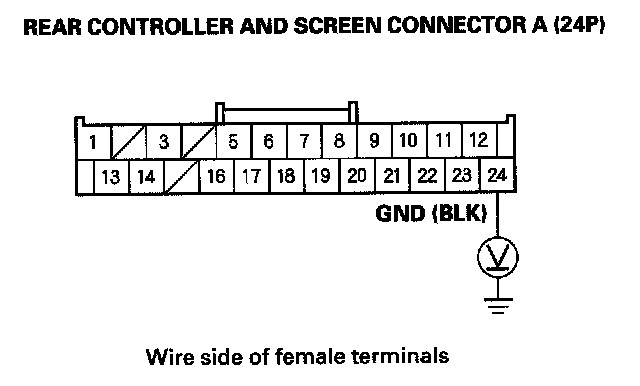 REAR CONTROLLER AND SCREEN CONNECTOR A (24P)
1 3 5 6 7 8 9 10 11 12
13 14 16 17 18 19 20 21 22 23 24
GND (BLK)
V
Wire side of female terminals